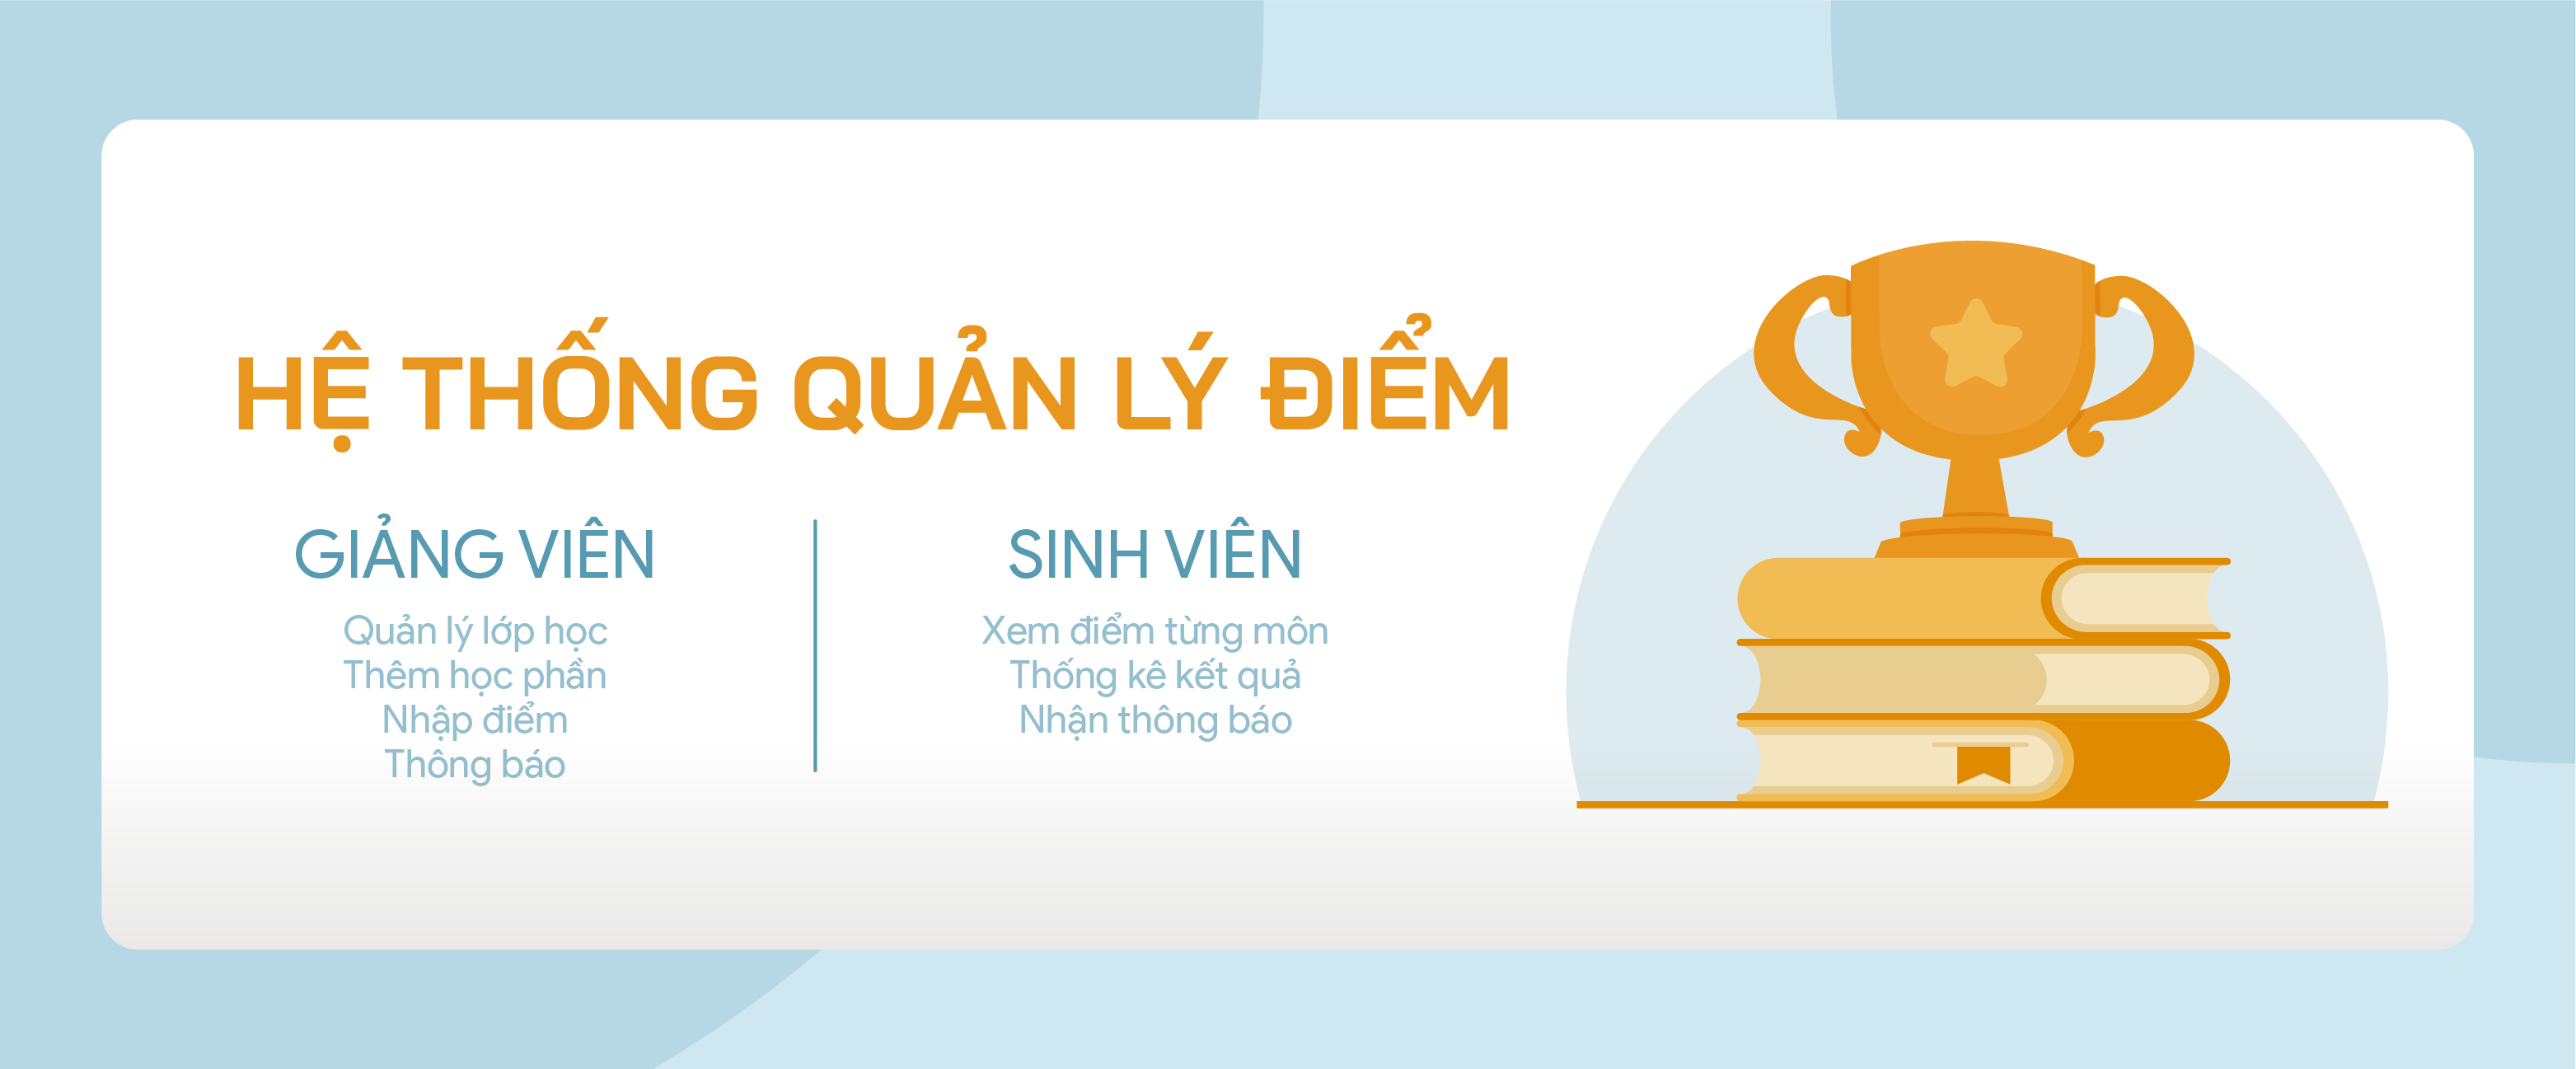 HỆ THỐNG QUẢN LÝ ĐIỂM
GIẢNG VIÊN
Quản lý lớp học
Thêm học phần
Nhập điểm
Thông báo
SINH VIÊN
Xem điểm từng môn
Thống kê kết quả
Nhận thông báo